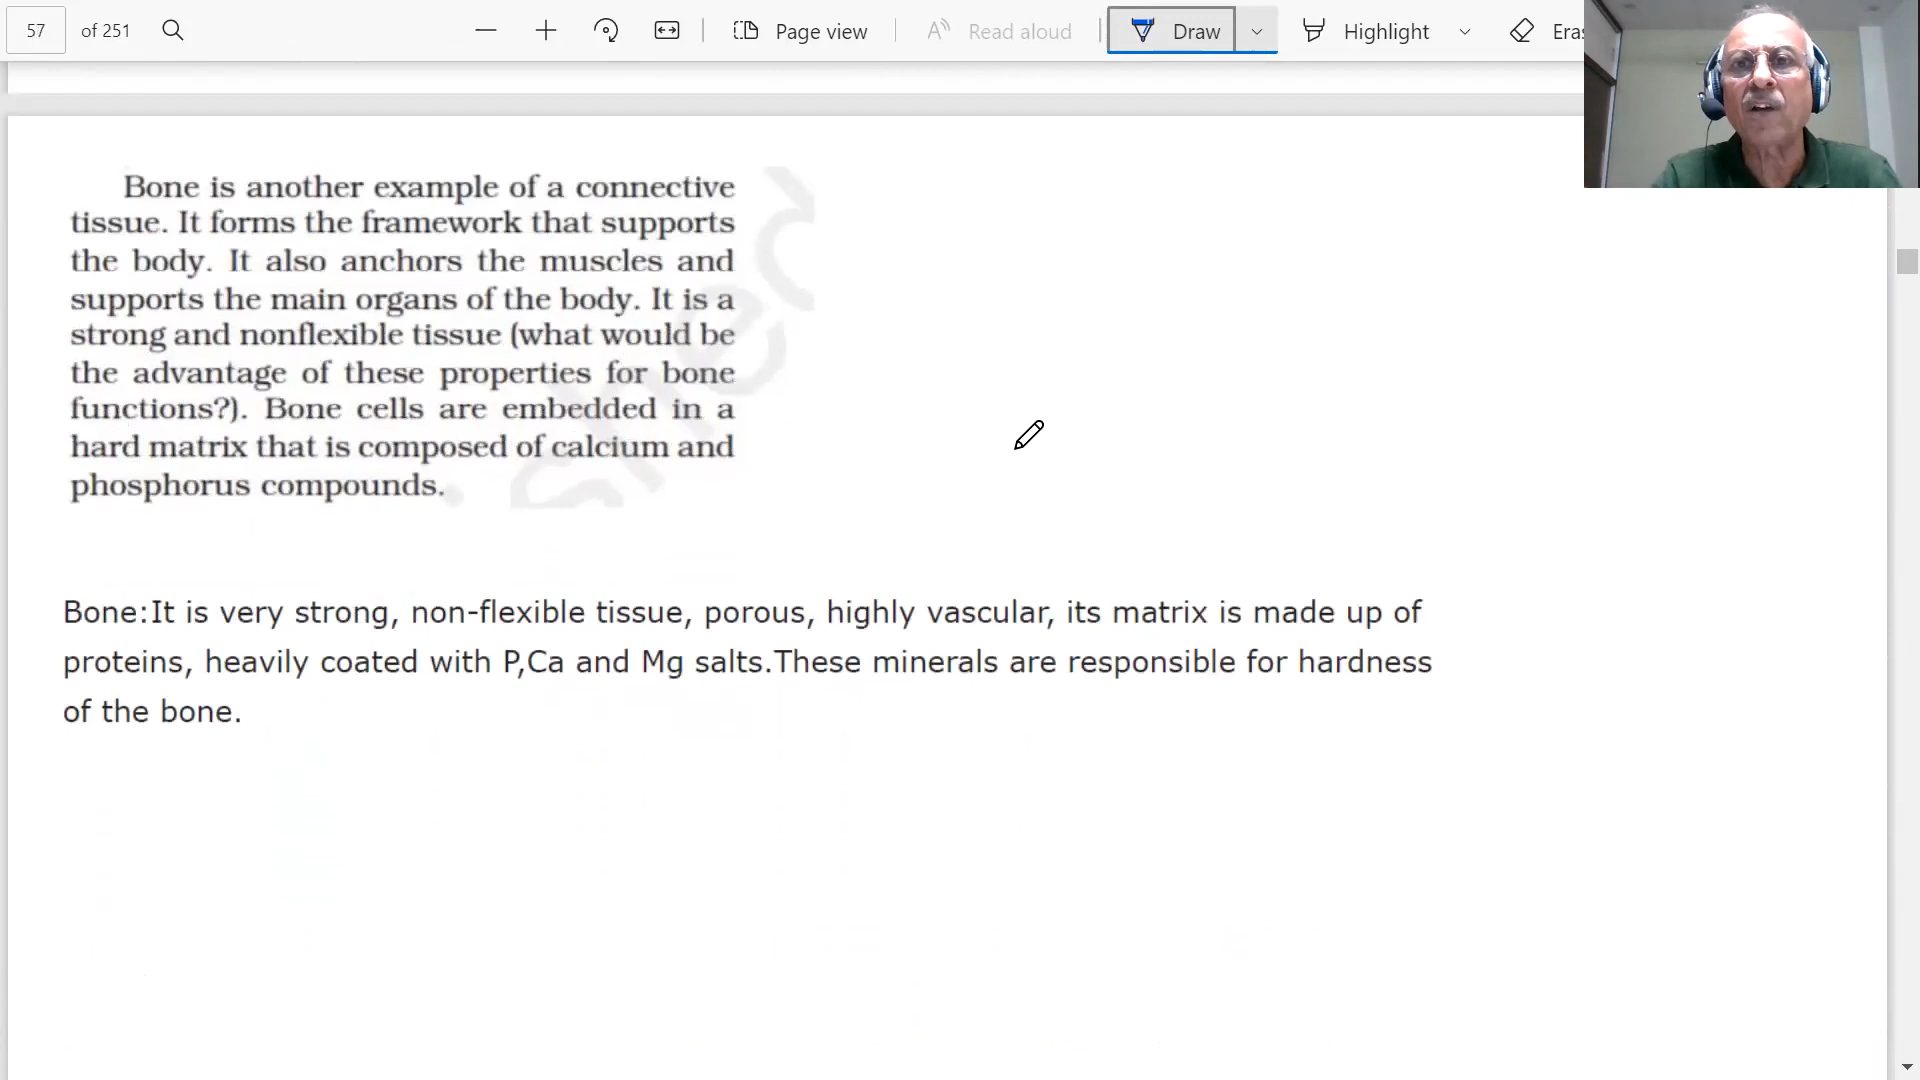 57 of 251 Page view Read aloud Draw Highlight Eras
Bone is another example of a connective
tissue. It forms the framework that supports
the body. It also anchors the muscles and
supports the main organs of the body. It is a
strong and nonflexible tissue (what would be
the advantage of these properties for bone
functions?). Bone cells are embedded in a
hard matrix that is composed of calcium and
phosphorus compounds.
Bone:It is very strong, non-flexible tissue, porous, highly vascular, its matrix is made up of
proteins, heavily coated with P,Ca and Mg salts.These minerals are responsible for hardness
of the bone.